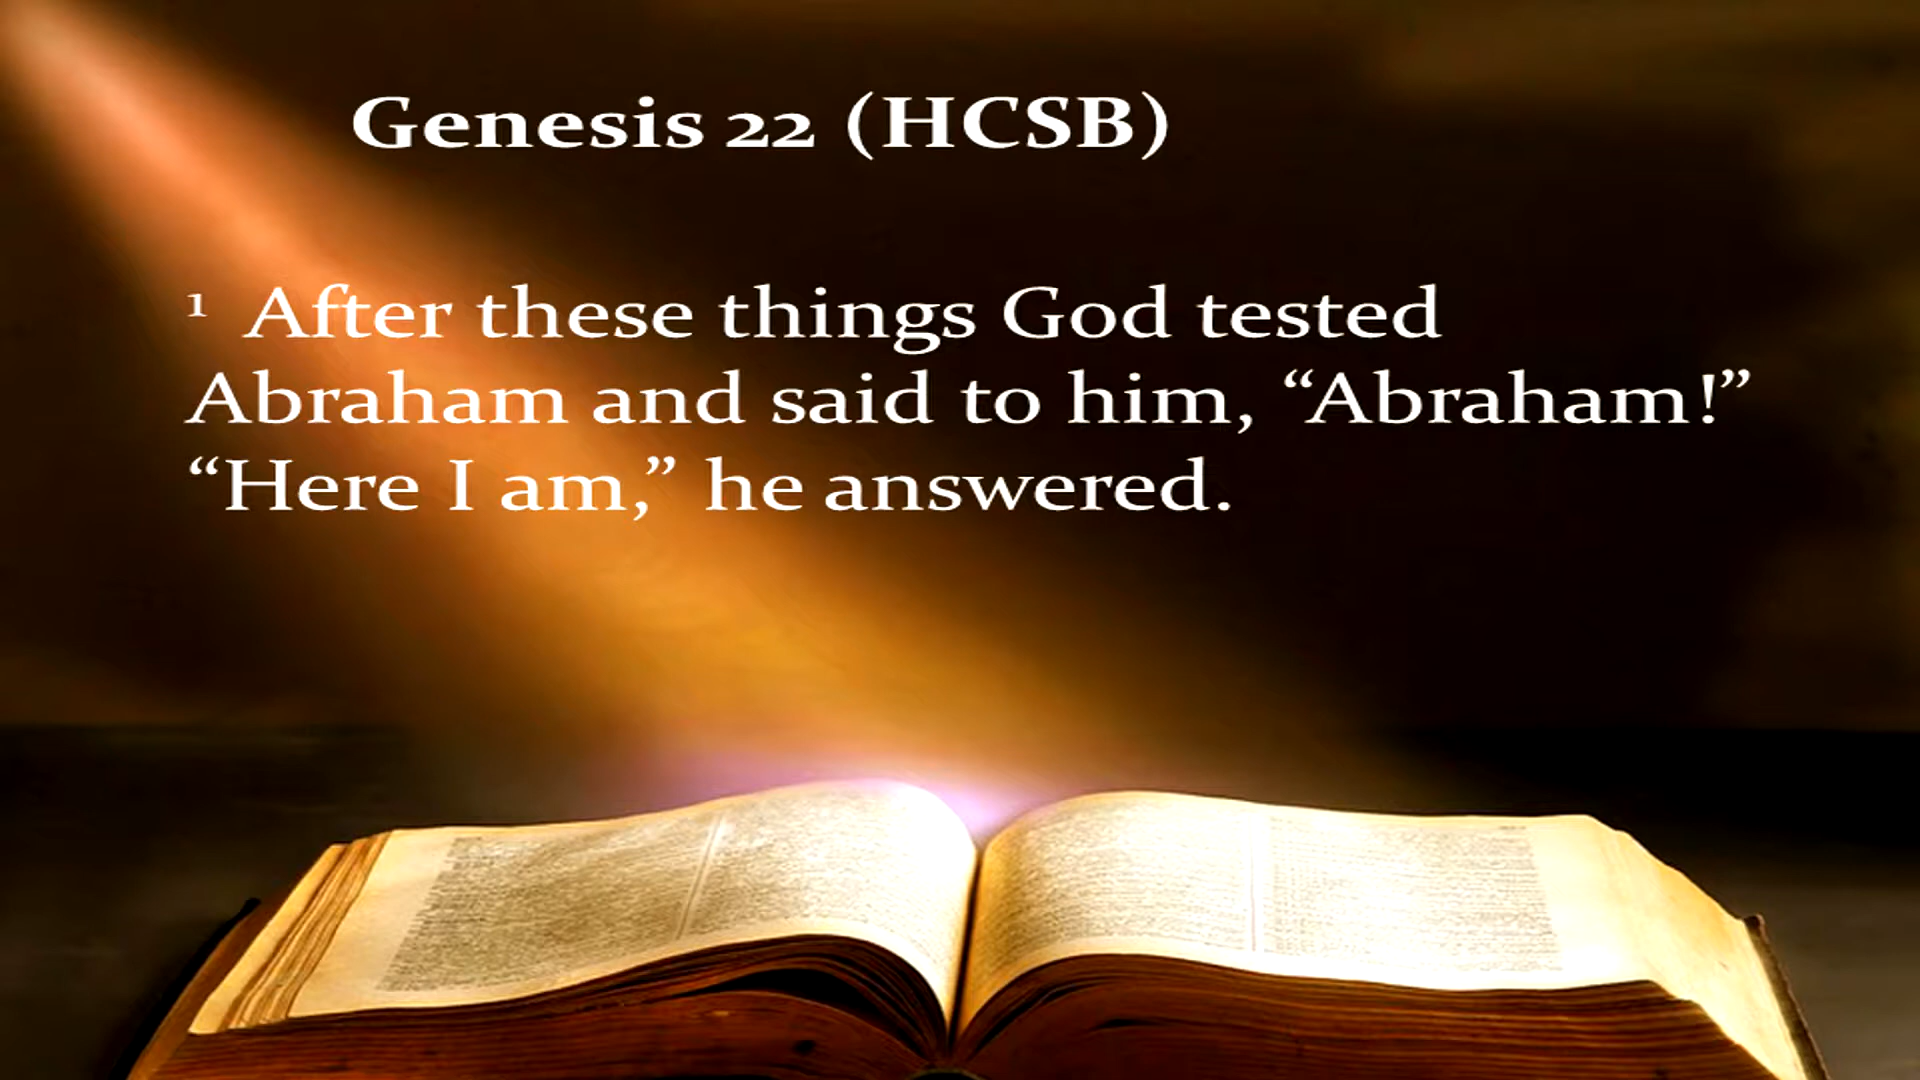 Genesis 22 (HCSB)
¹ After these things God tested
Abraham and said to him, “Abraham!”
“Here I am,” he answered.